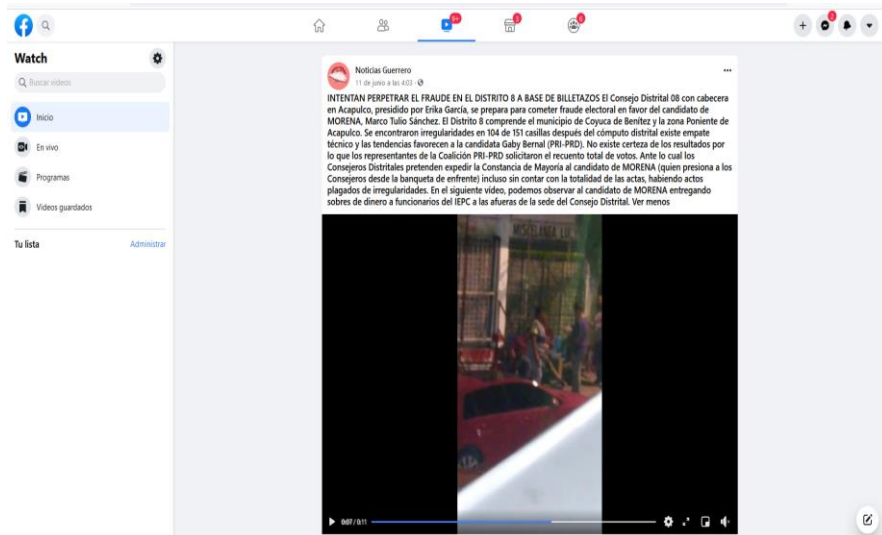 9+
3
6
Watch
Buscar videos
Inicio
En vivo
Programas
Videos guardados
Tu lista
Administrar
Noticias Guerrero
11 de junio a las 4:03 ·
INTENTAN PERPETRAR EL FRAUDE EN EL DISTRITO 8 A BASE DE BILLETAZOS El Consejo Distrital 08 con cabecera
en Acapulco, presidido por Erika García, se prepara para cometer fraude electoral en favor del candidato de
MORENA, Marco Tulio Sánchez. El Distrito 8 comprende el municipio de Coyuca de Benítez y la zona Poniente de
Acapulco. Se encontraron irregularidades en 104 de 151 casillas después del cómputo distrital existe empate
técnico y las tendencias favorecen a la candidata Gaby Bernal (PRI-PRD). No existe certeza de los resultados por
lo que los representantes de la Coalición PRI-PRD solicitaron el recuento total de votos. Ante lo cual los
Consejeros Distritales pretenden expedir la Constancia de Mayoría al candidato de MORENA (quien presiona a los
Consejeros desde la banqueta de enfrente) incluso sin contar con la totalidad de las actas, habiendo actos
plagados de irregularidades. En el siguiente vídeo, podemos observar al candidato de MORENA entregando
sobres de dinero a funcionarios del IEPC a las afueras de la sede del Consejo Distrital. Ver menos
0:07 / 0:11